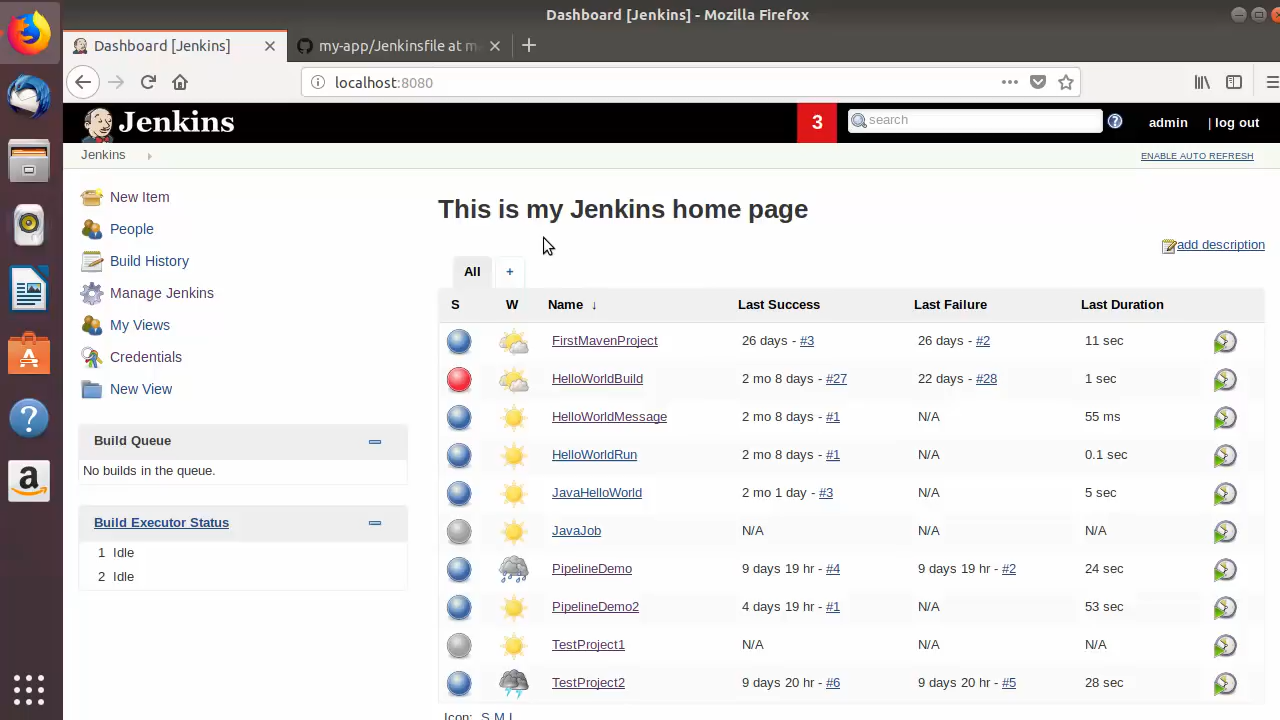 Dashboard [Jenkins] - Mozilla Firefox
Dashboard [Jenkins]
my-app/Jenkinsfile at m
localhost:8080
Jenkins
3
search
admin
| log out
Jenkins
ENABLE AUTO REFRESH
New Item
People
Build History
Manage Jenkins
My Views
Credentials
New View
Build Queue
No builds in the queue.
Build Executor Status
1 Idle
2 Idle
This is my Jenkins home page
add description
All +
S W Name ↓ Last Success Last Failure Last Duration
FirstMavenProject 26 days - #3 26 days - #2 11 sec
HelloWorldBuild 2 mo 8 days - #27 22 days - #28 1 sec
HelloWorldMessage 2 mo 8 days - #1 N/A 55 ms
HelloWorldRun 2 mo 8 days - #1 N/A 0.1 sec
JavaHelloWorld 2 mo 1 day - #3 N/A 5 sec
JavaJob N/A N/A N/A
PipelineDemo 9 days 19 hr - #4 9 days 19 hr - #2 24 sec
PipelineDemo2 4 days 19 hr - #1 N/A 53 sec
TestProject1 N/A N/A N/A
TestProject2 9 days 20 hr - #6 9 days 20 hr - #5 28 sec
Icon: S M L